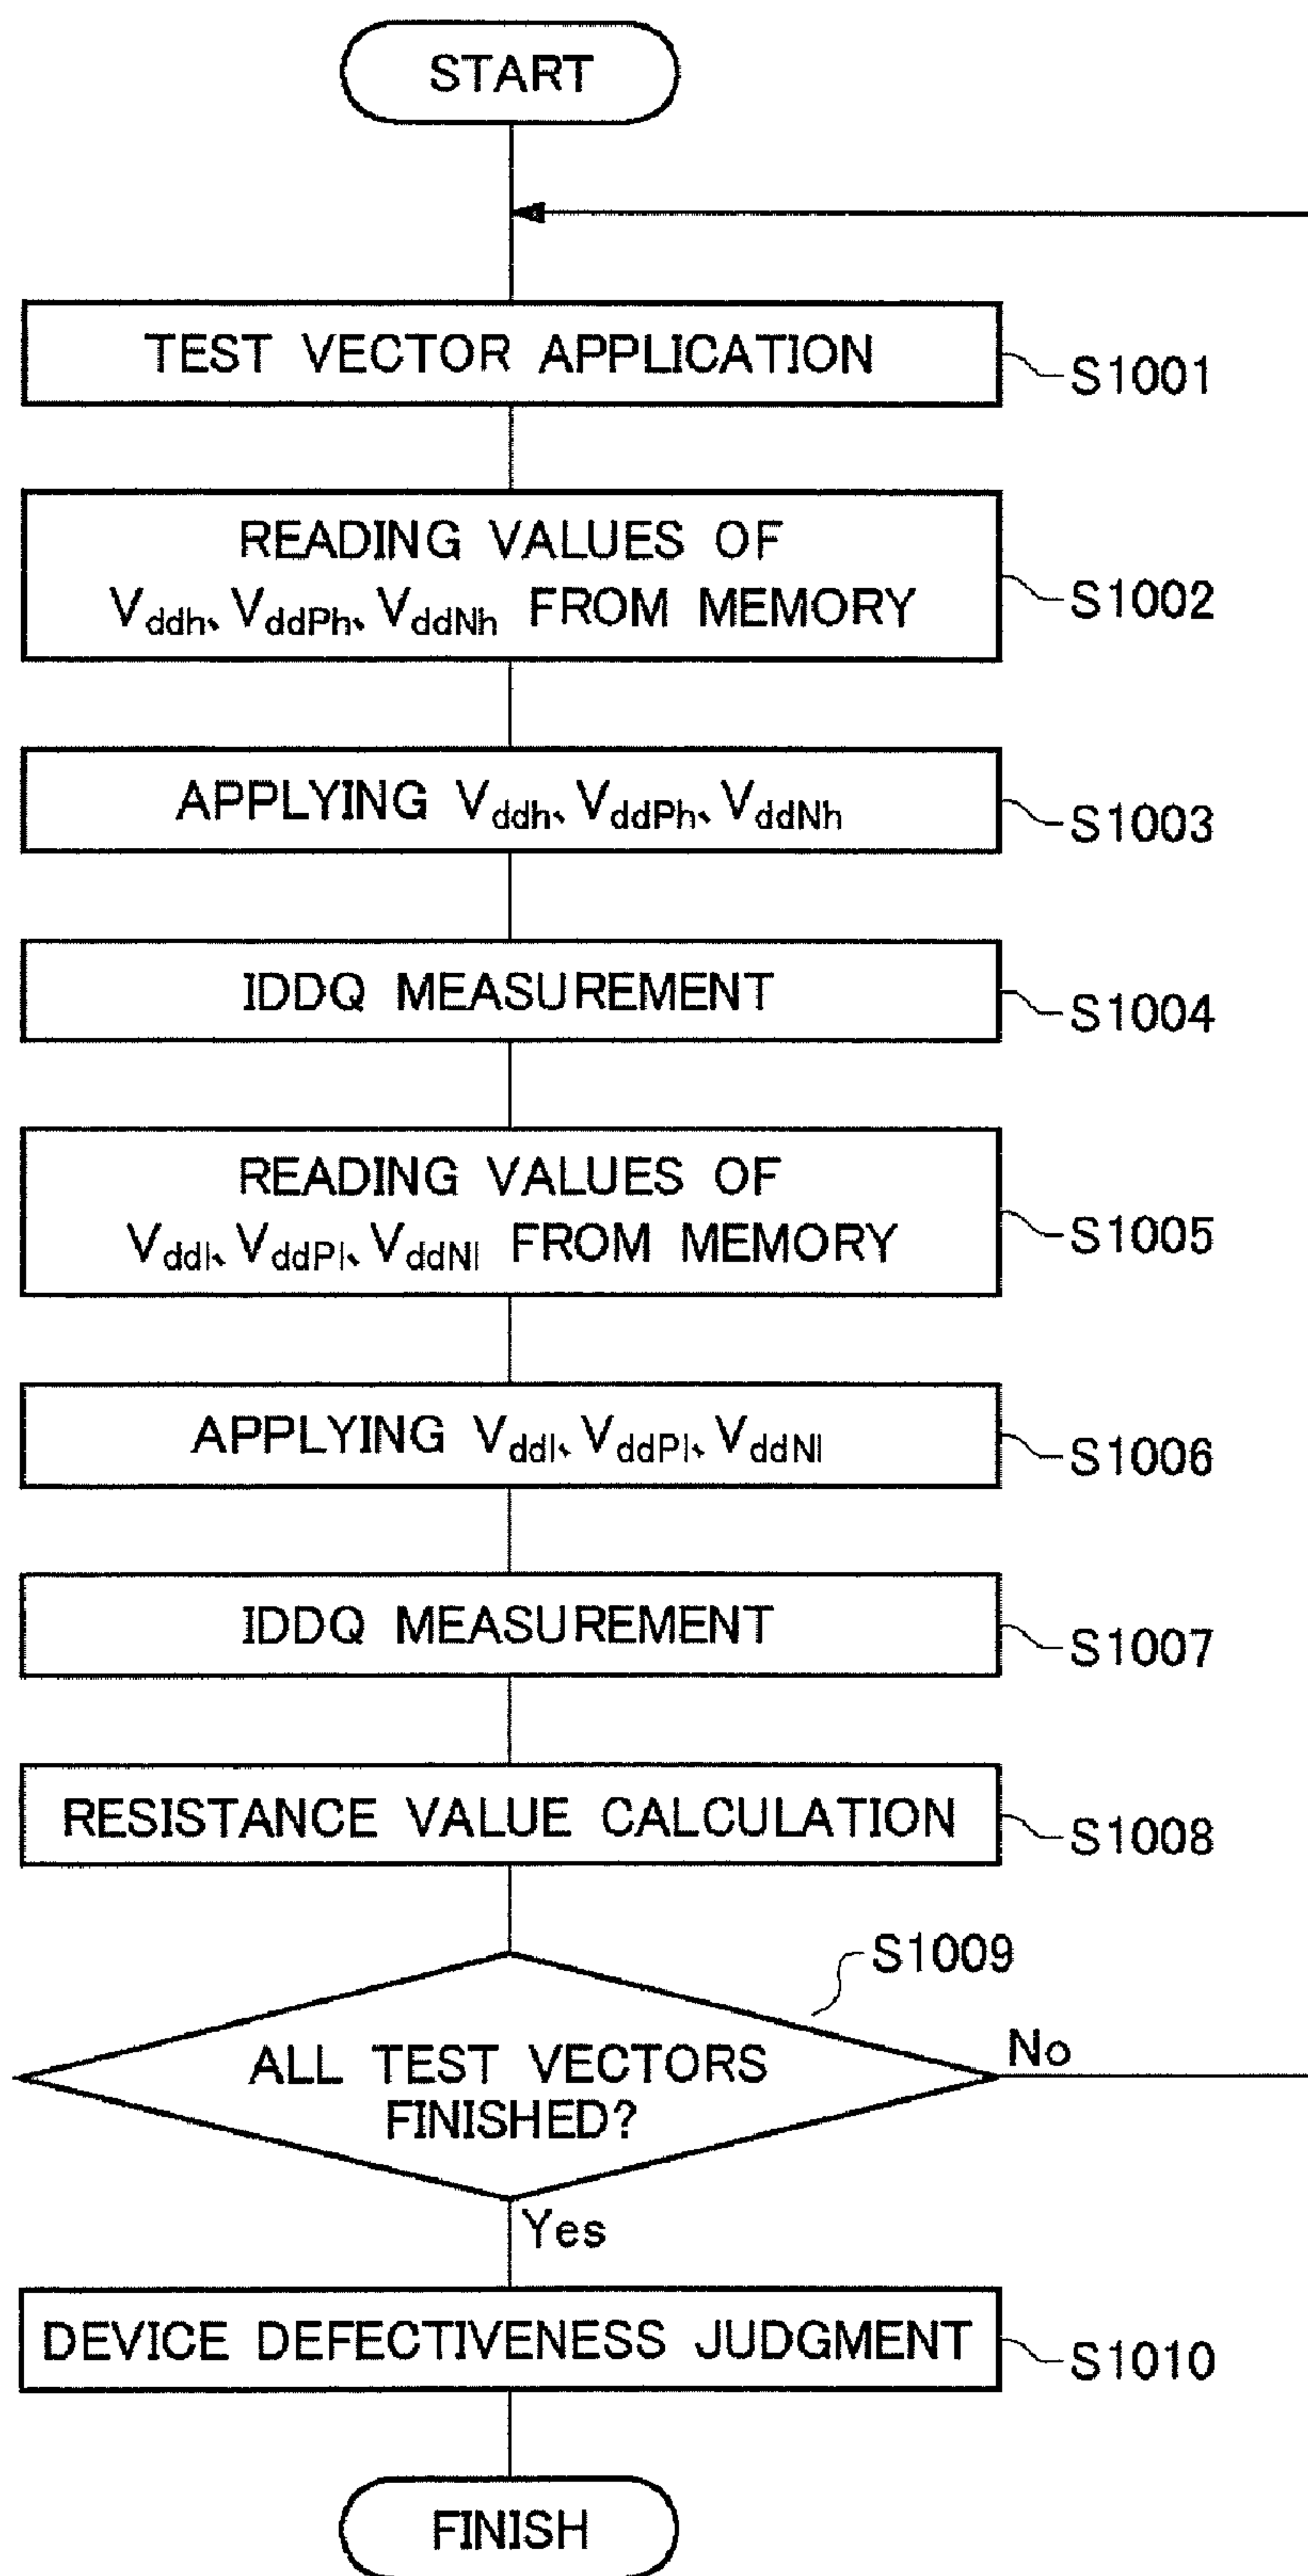 START
TEST VECTOR APPLICATION
S1001
READING VALUES OF
Vddh、VddPh、VddNh FROM MEMORY
S1002
APPLYING Vddh、VddPh、VddNh
S1003
IDDQ MEASUREMENT
S1004
READING VALUES OF
Vddl、VddPl、VddNl FROM MEMORY
S1005
APPLYING Vddl、VddPl、VddNl
S1006
IDDQ MEASUREMENT
S1007
RESISTANCE VALUE CALCULATION
S1008
S1009
ALL TEST VECTORS
FINISHED?
No
Yes
DEVICE DEFECTIVENESS JUDGMENT
S1010
FINISH